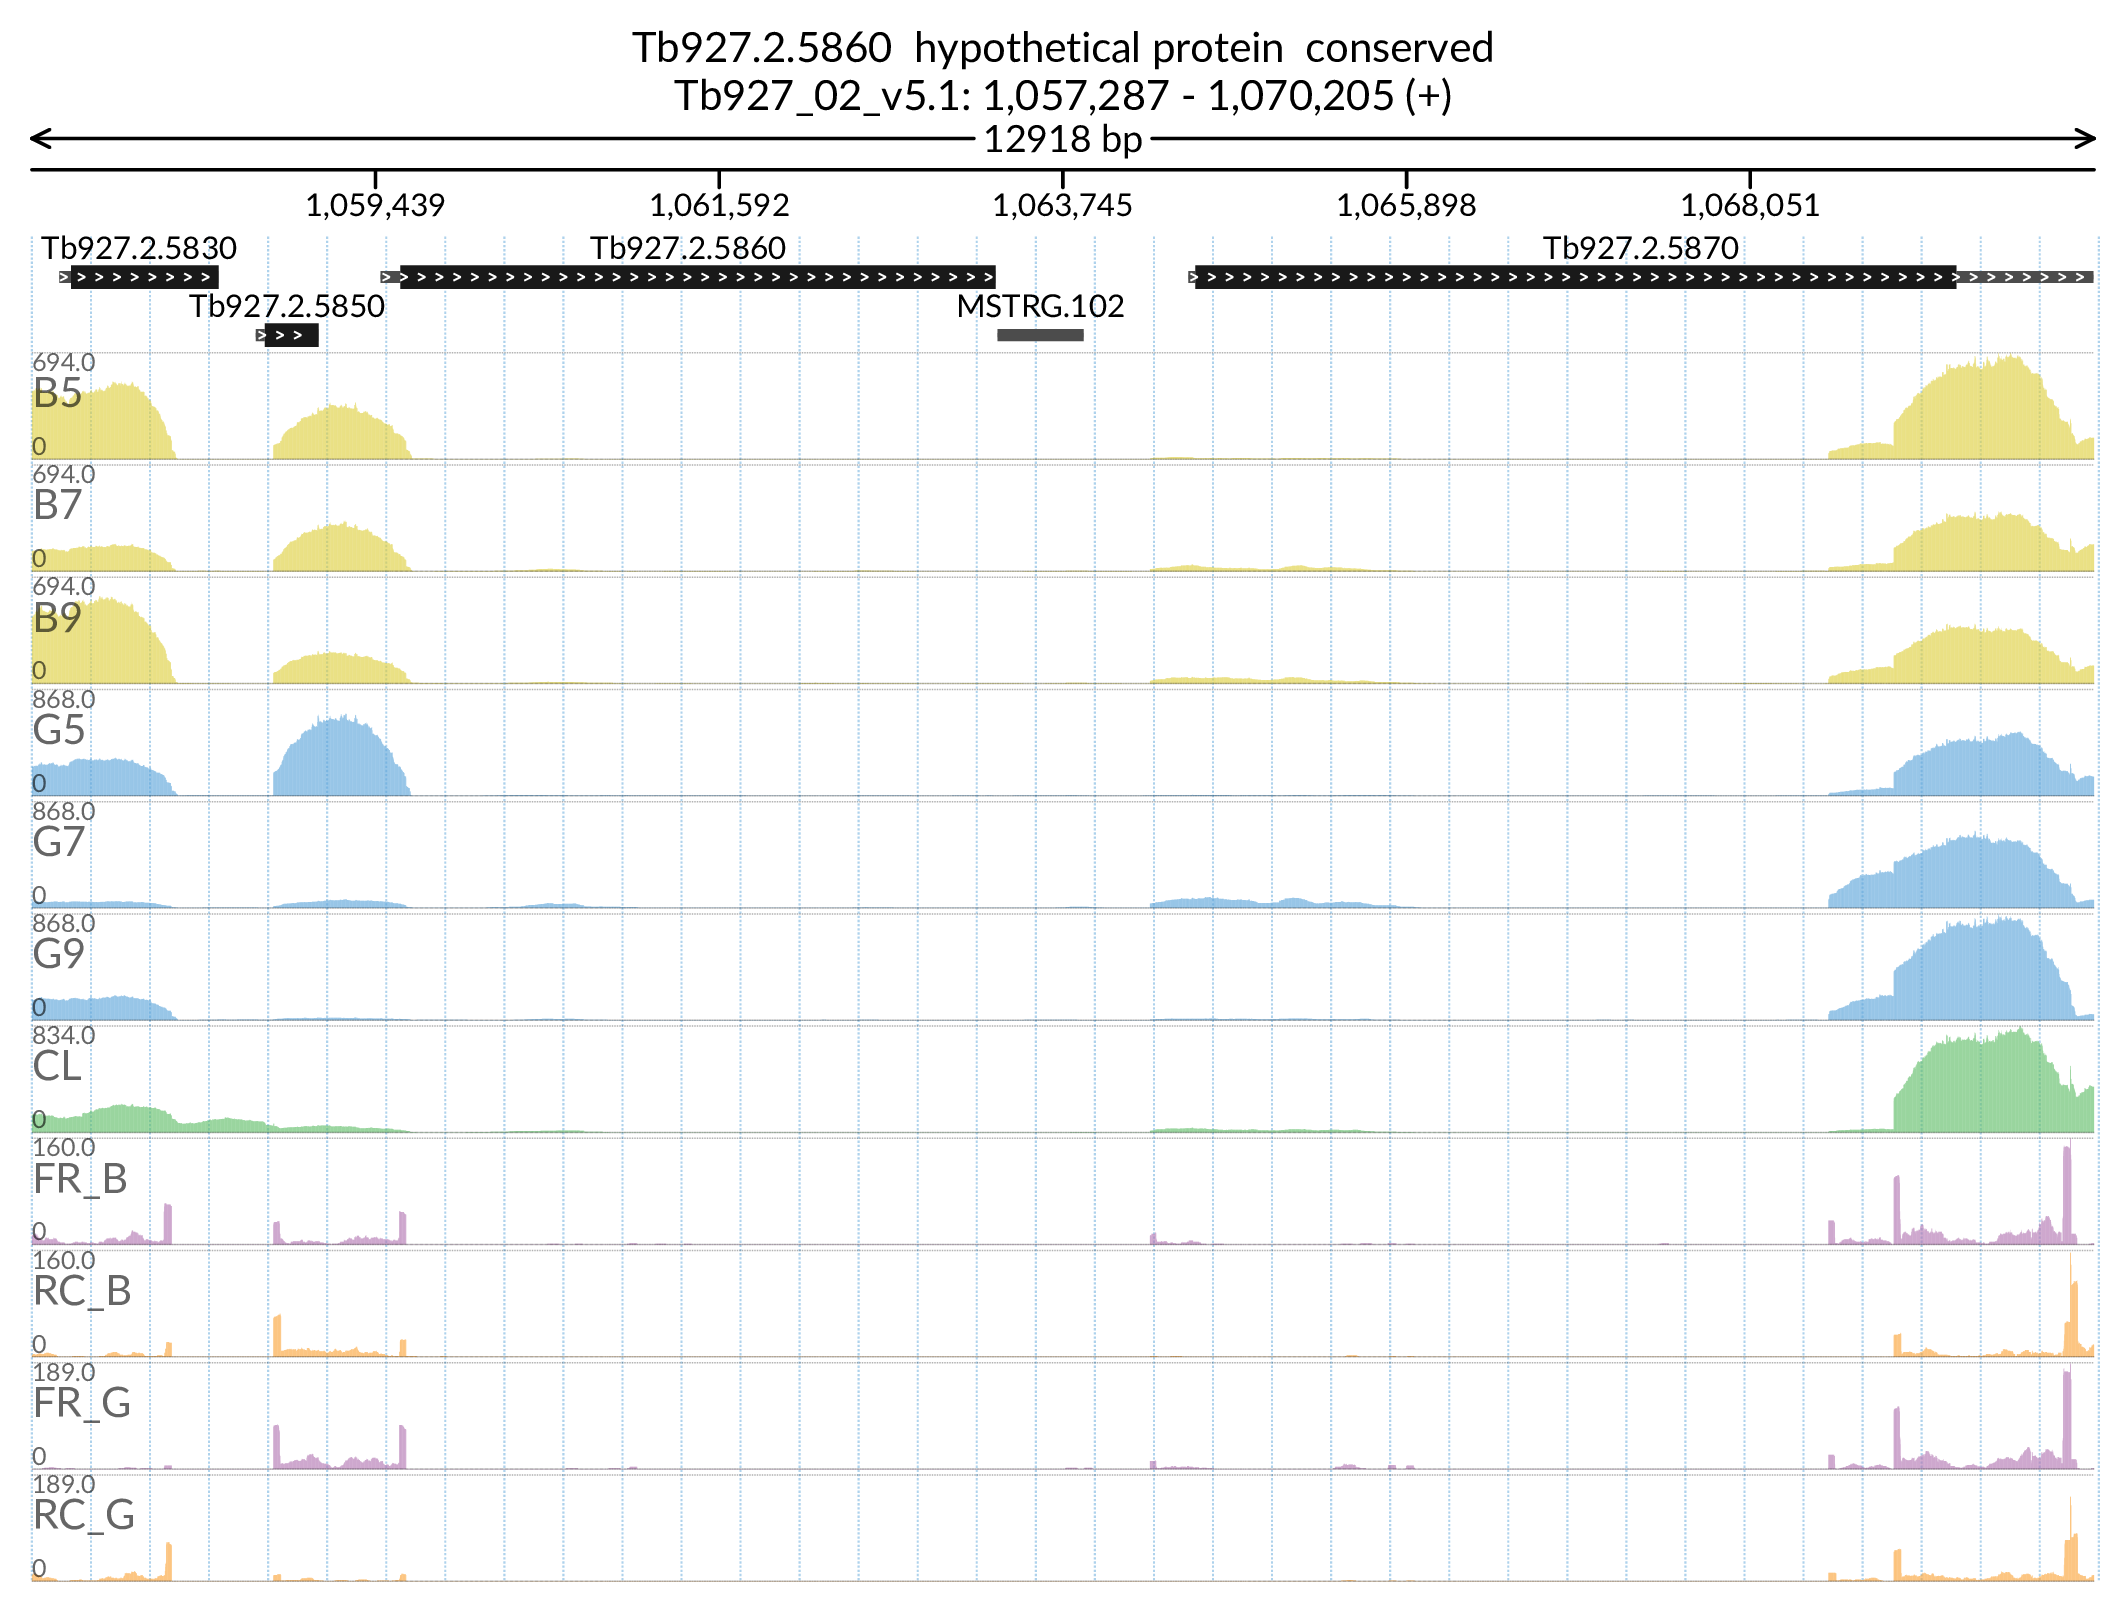 Tb927.2.5860  hypothetical protein  conserved
Tb927_02_v5.1: 1,057,287 - 1,070,205 (+)
12918 bp
1,059,439 1,061,592 1,063,745 1,065,898 1,068,051
Tb927.2.5830 Tb927.2.5860 Tb927.2.5870
Tb927.2.5850 MSTRG.102
694.0
B5
0
694.0
B7
0
694.0
B9
0
868.0
G5
0
868.0
G7
0
868.0
G9
0
834.0
CL
0
160.0
FR_B
0
160.0
RC_B
0
189.0
FR_G
0
189.0
RC_G
0